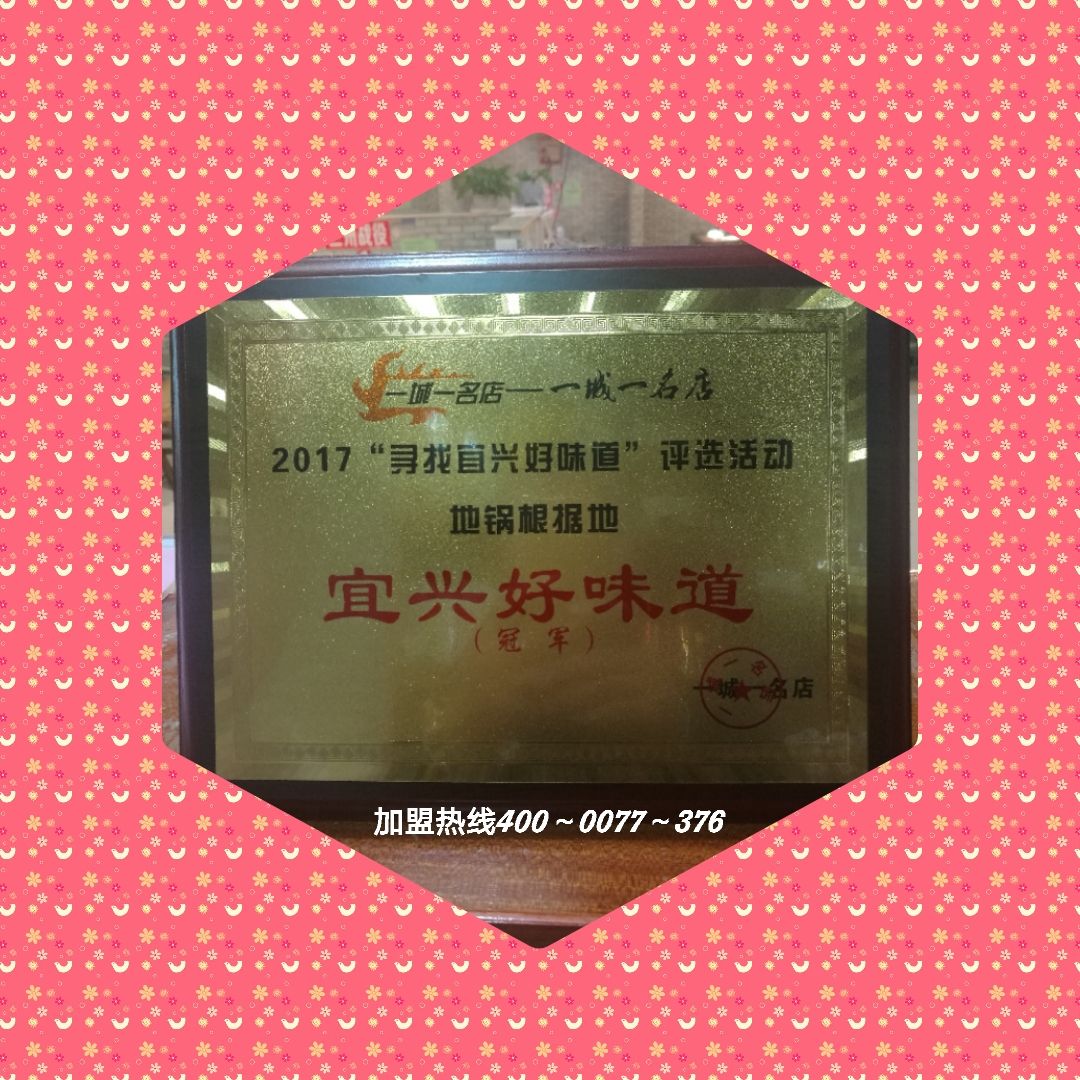 一城一名店——一城一名店
2017“寻找宜兴好味道”评选活动
地锅根据地
宜兴好味道
（冠军）
一城一名店
加盟热线400～0077～376